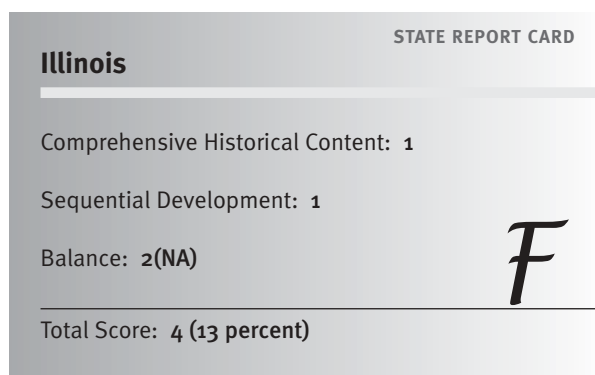 STATE REPORT CARD
Illinois
Comprehensive Historical Content: 1
Sequential Development: 1
Balance: 2(NA)
F
Total Score: 4 (13 percent)